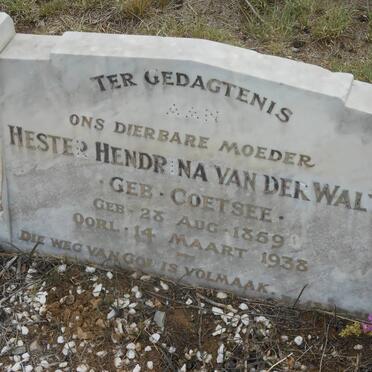 TER GEDAGTENIS
AAN
ONS DIERBARE MOEDER
HESTER HENDRINA VAN DER WALT
GEB COETSEE.
GEB. 28 AUG. 1869
OORL. 14 MAART 1938
DIE WEG VAN GOD IS VOLMAAK.